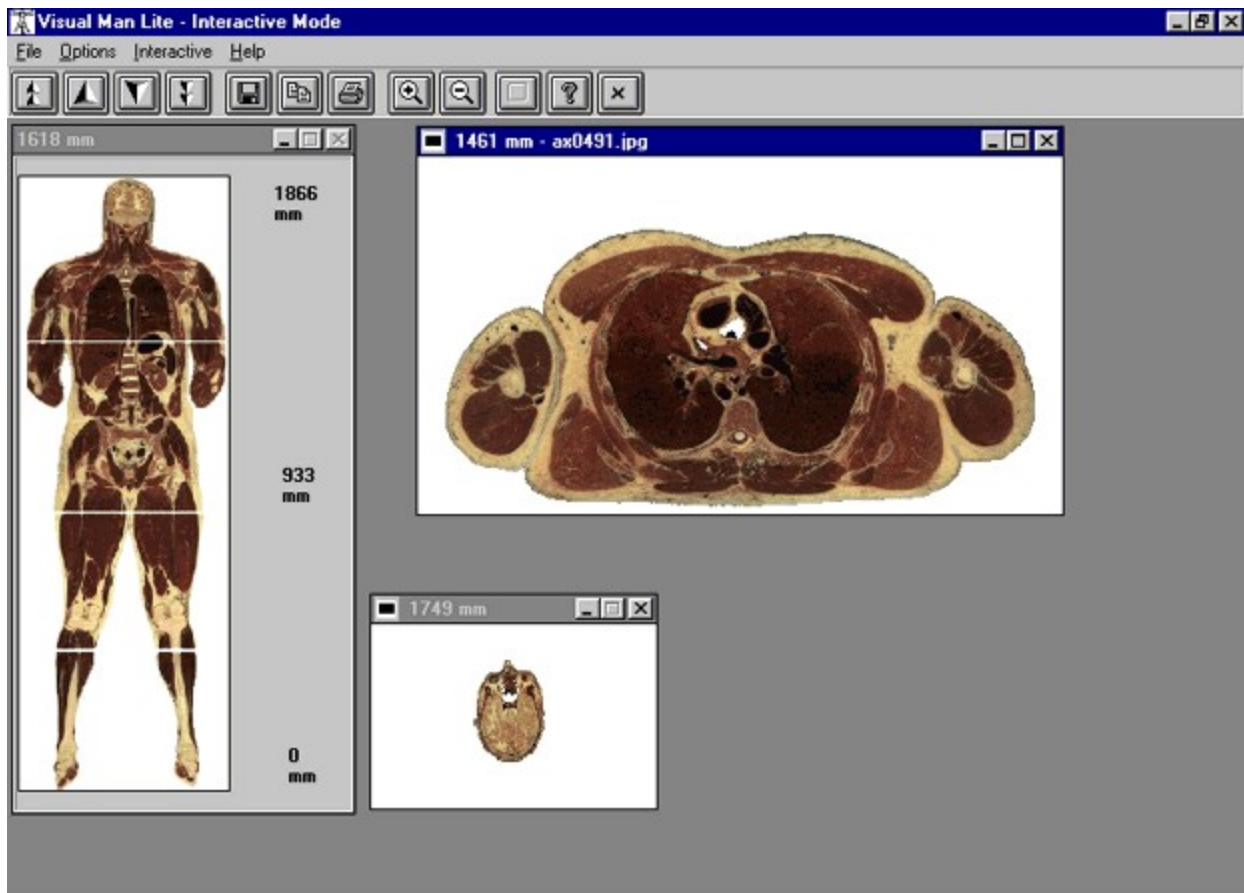 Visual Man Lite - Interactive Mode
File Options Interactive Help
1618 mm
1866
mm
933
mm
0
mm
1461 mm - ax0491.jpg
1749 mm